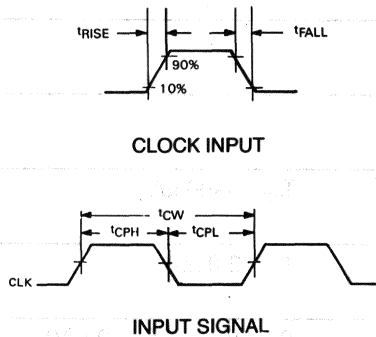 tRISE
tFALL
90%
10%
CLOCK INPUT
tCW
tCPH
tCPL
CLK
INPUT SIGNAL